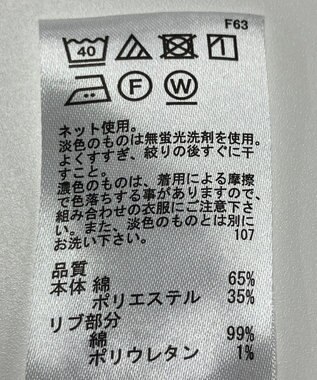 F63
40
F W
ネット使用。
淡色のものは無蛍光洗剤を使用。
よくすすぎ、絞りの後すぐに干
すこと。
濃色のものは、着用による摩擦
で色落ちする事がありますので、
組み合わせの衣服にご注意下さ
い。また、淡色のものとは別に
お洗い下さい。 107
品質
本体 綿 65%
ポリエステル 35%
リブ部分
綿 99%
ポリウレタン 1%